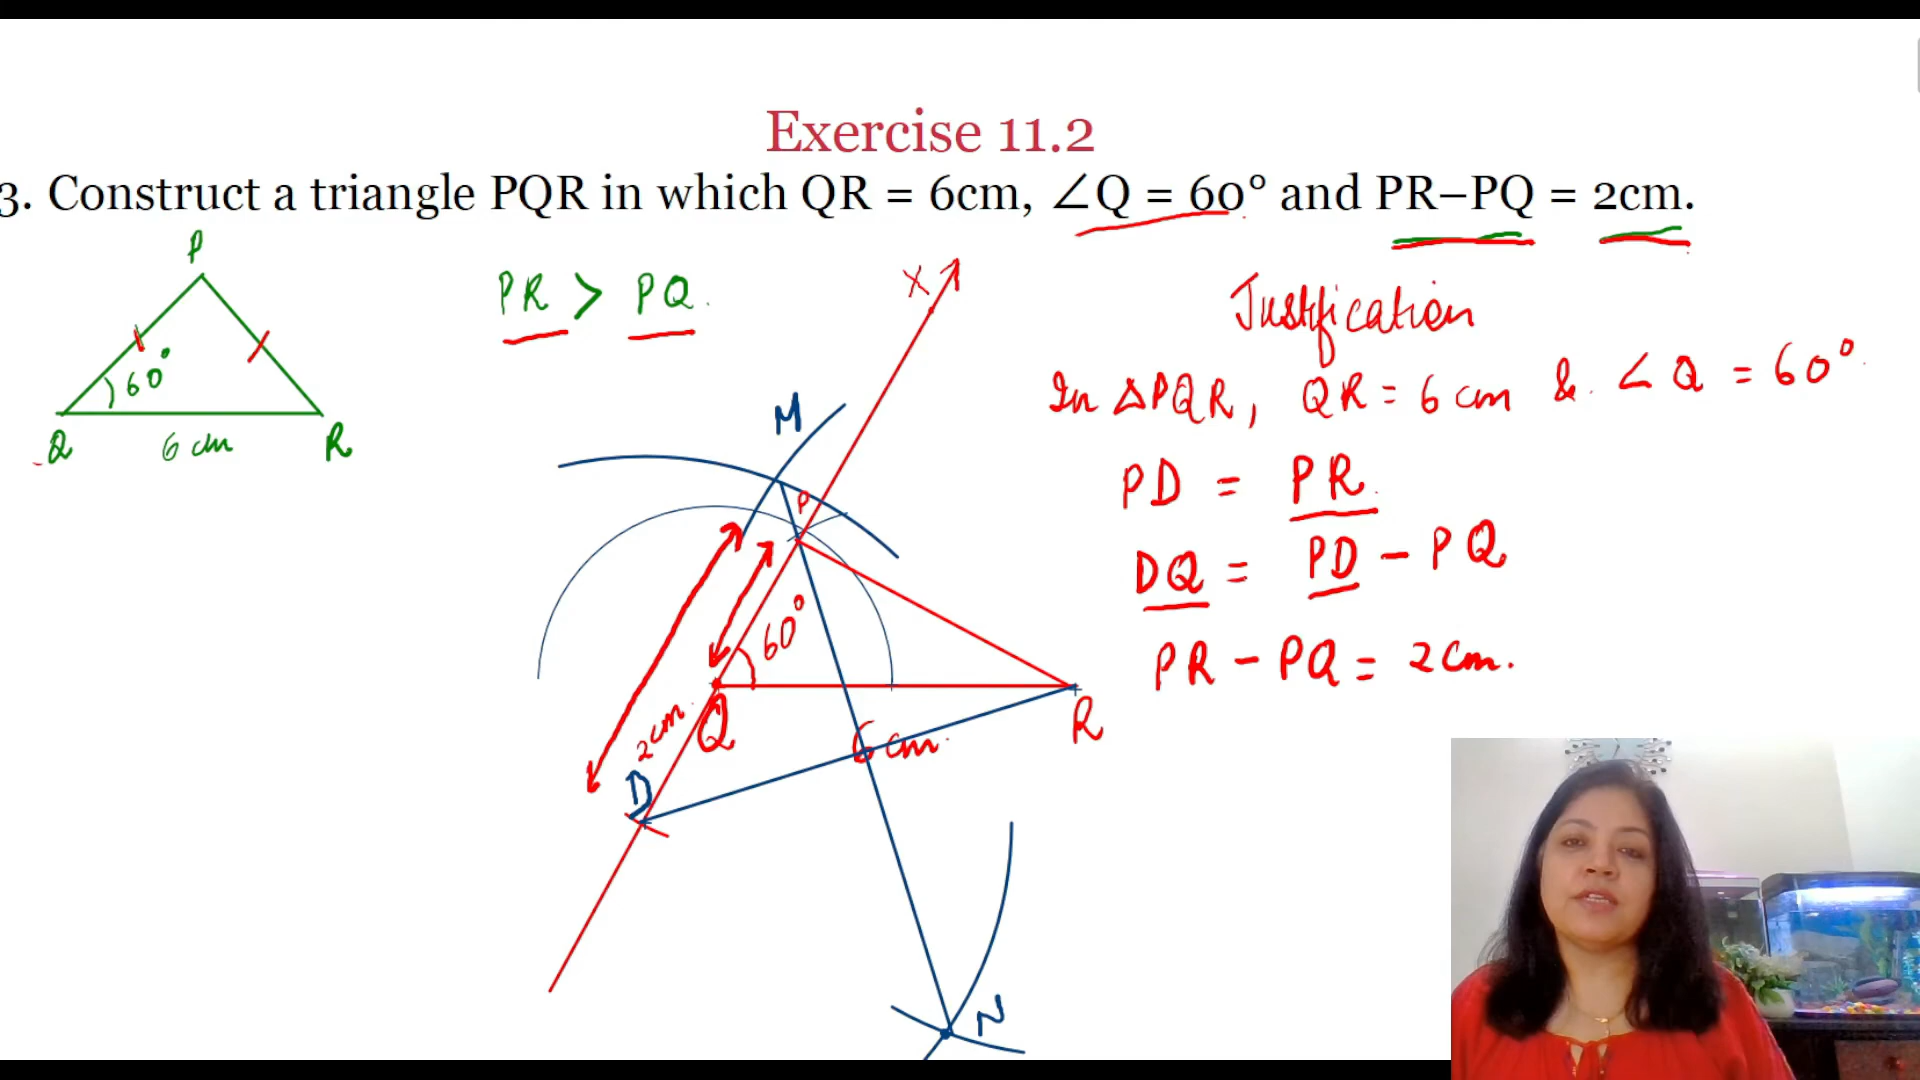 Exercise 11.2
3. Construct a triangle PQR in which QR = 6cm, ∠Q = 60° and PR–PQ = 2cm.
P
60°
Q
6 cm
R
PR > PQ.
X
M
P
60°
2cm.
Q
6 cm.
R
D
N
Justification
In ΔPQR, QR = 6 cm & ∠Q = 60°.
PD = PR.
DQ = PD - PQ
PR - PQ = 2 cm.